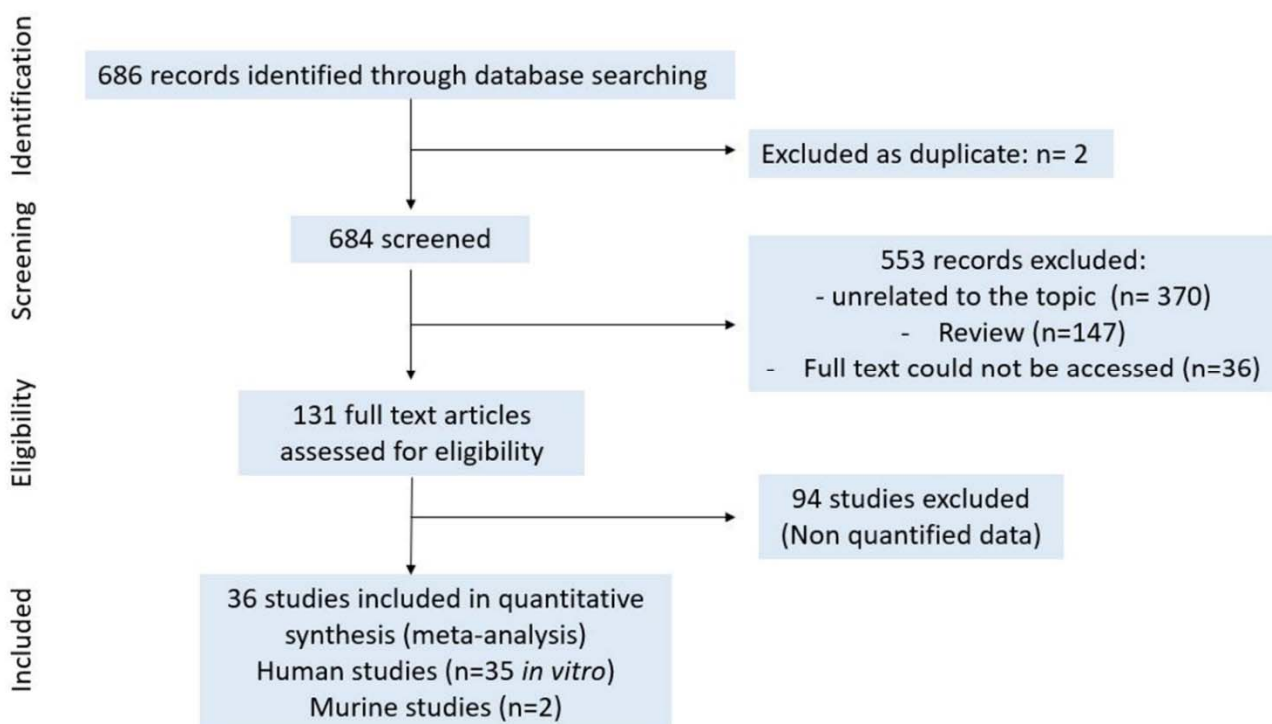 Identification
686 records identified through database searching
Excluded as duplicate: n= 2
Screening
684 screened
553 records excluded:
- unrelated to the topic (n= 370)
- Review (n=147)
- Full text could not be accessed (n=36)
Eligibility
131 full text articles
assessed for eligibility
94 studies excluded
(Non quantified data)
Included
36 studies included in quantitative
synthesis (meta-analysis)
Human studies (n=35 in vitro)
Murine studies (n=2)